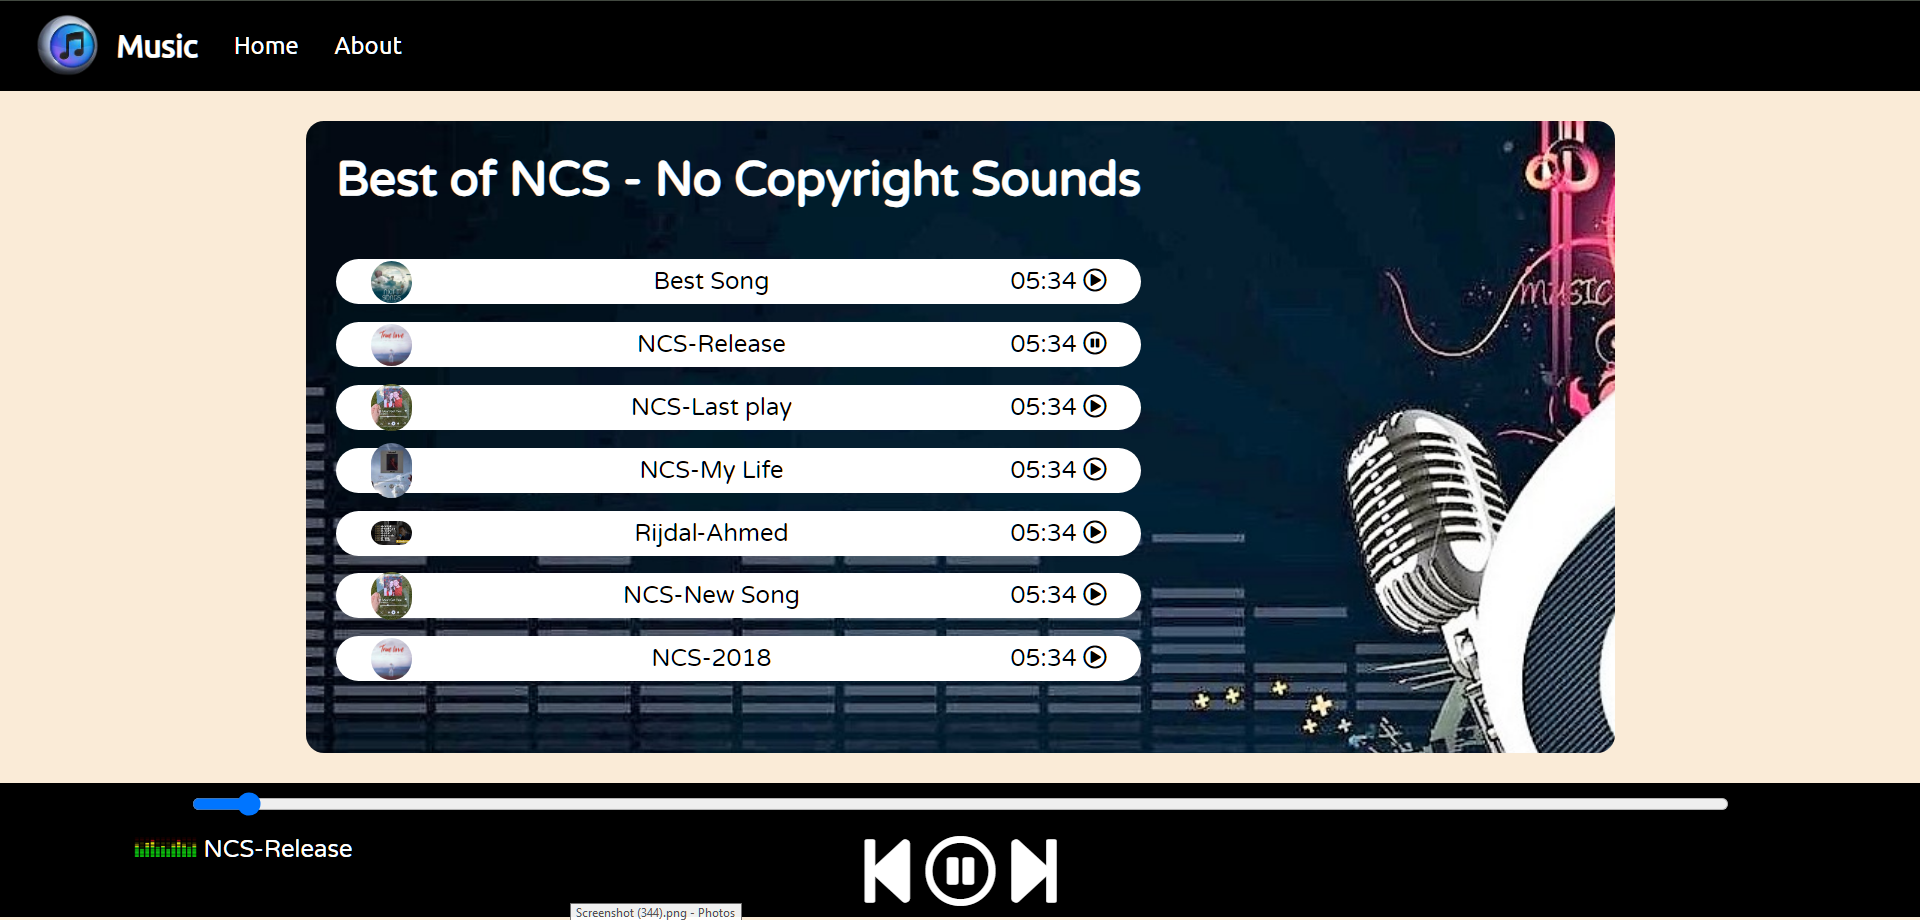 Music Home About
Best of NCS - No Copyright Sounds
Best Song 05:34
NCS-Release 05:34
NCS-Last play 05:34
NCS-My Life 05:34
Rijdal-Ahmed 05:34
NCS-New Song 05:34
NCS-2018 05:34
MUSIC
NCS-Release
Screenshot (344).png - Photos